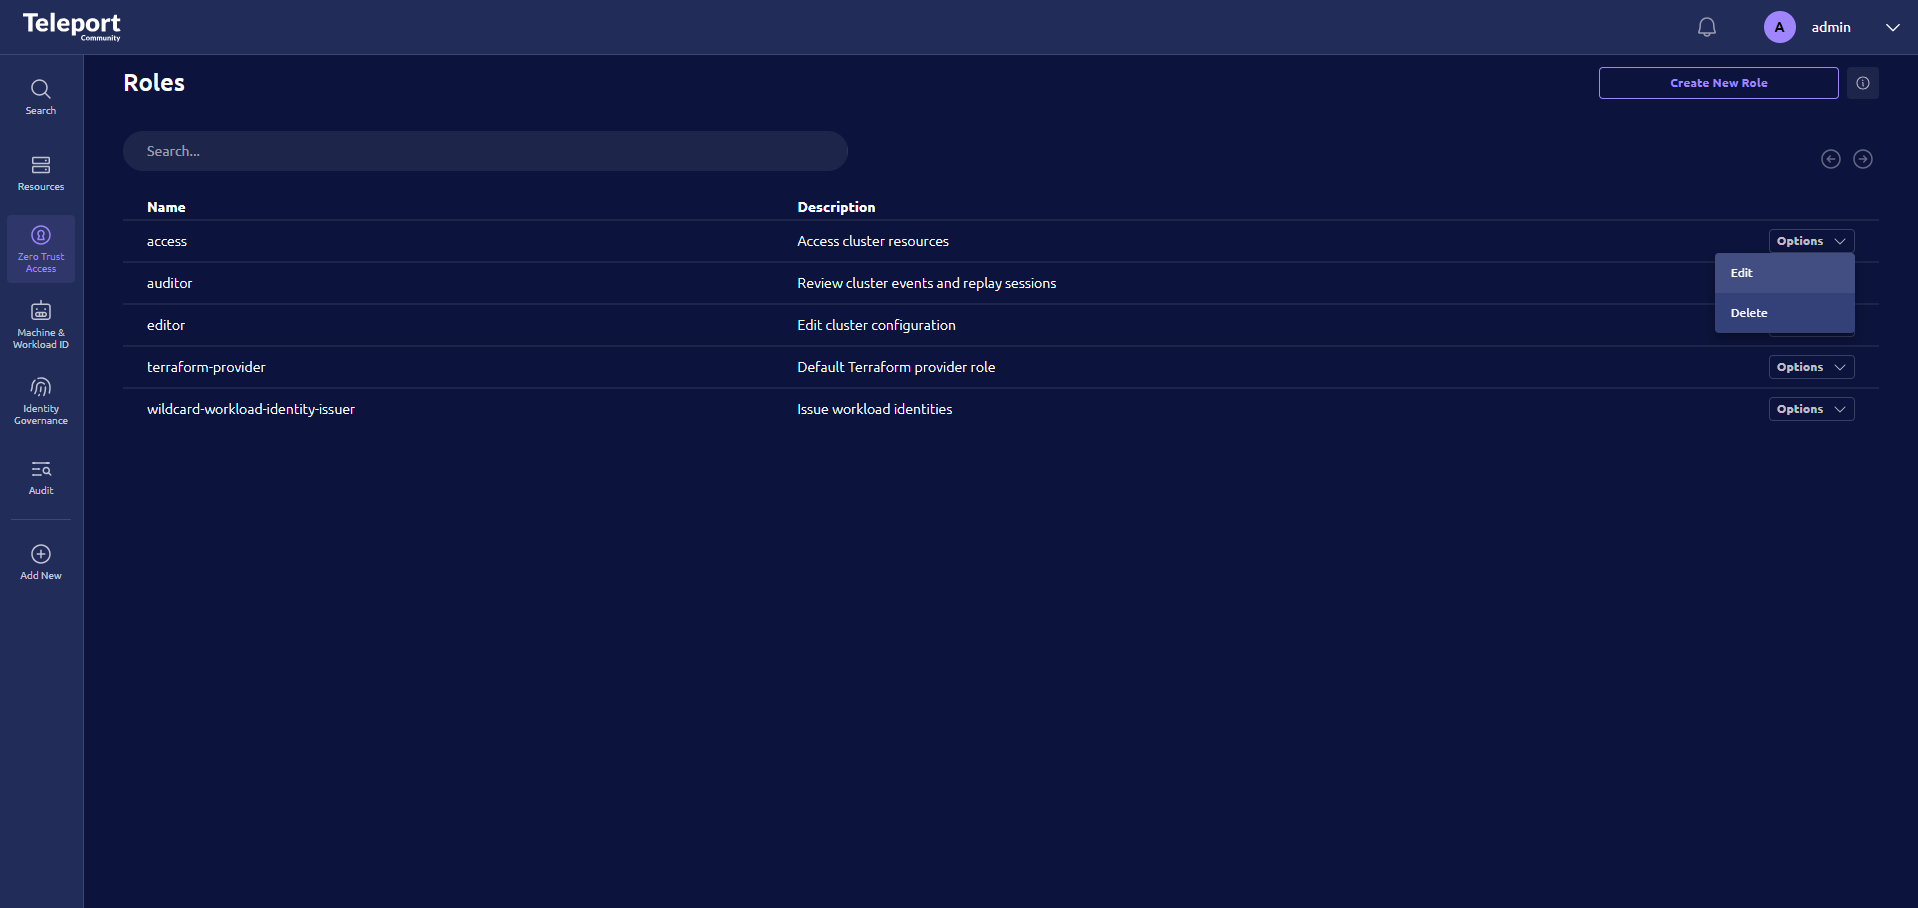 Teleport
Community
A
admin
Search
Resources
Zero Trust
Access
Machine &
Workload ID
Identity
Governance
Audit
Add New
Roles
Create New Role
Search...
Name
Description
access
Access cluster resources
Options
Edit
Delete
auditor
Review cluster events and replay sessions
editor
Edit cluster configuration
terraform-provider
Default Terraform provider role
Options
wildcard-workload-identity-issuer
Issue workload identities
Options